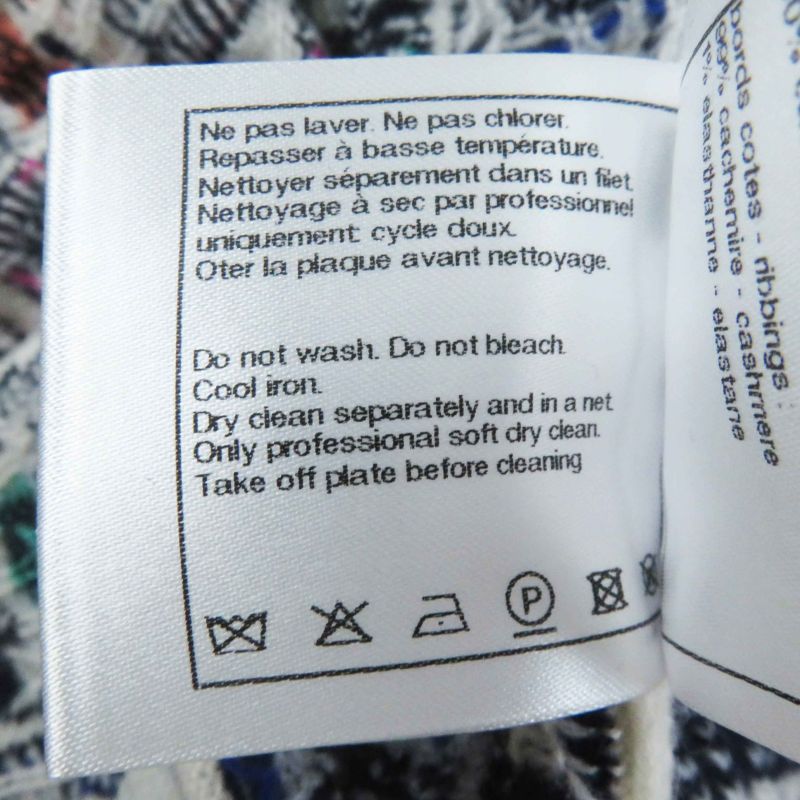 Ne pas laver. Ne pas chlorer.
Repasser à basse température.
Nettoyer séparement dans un filet.
Nettoyage à sec par professionnel
uniquement: cycle doux.
Oter la plaque avant nettoyage.
Do not wash. Do not bleach.
Cool iron.
Dry clean separately and in a net.
Only professional soft dry clean.
Take off plate before cleaning
P
bords cotes - ribbings :
99% cachemire - cashmere
1% elasthanne - elastane